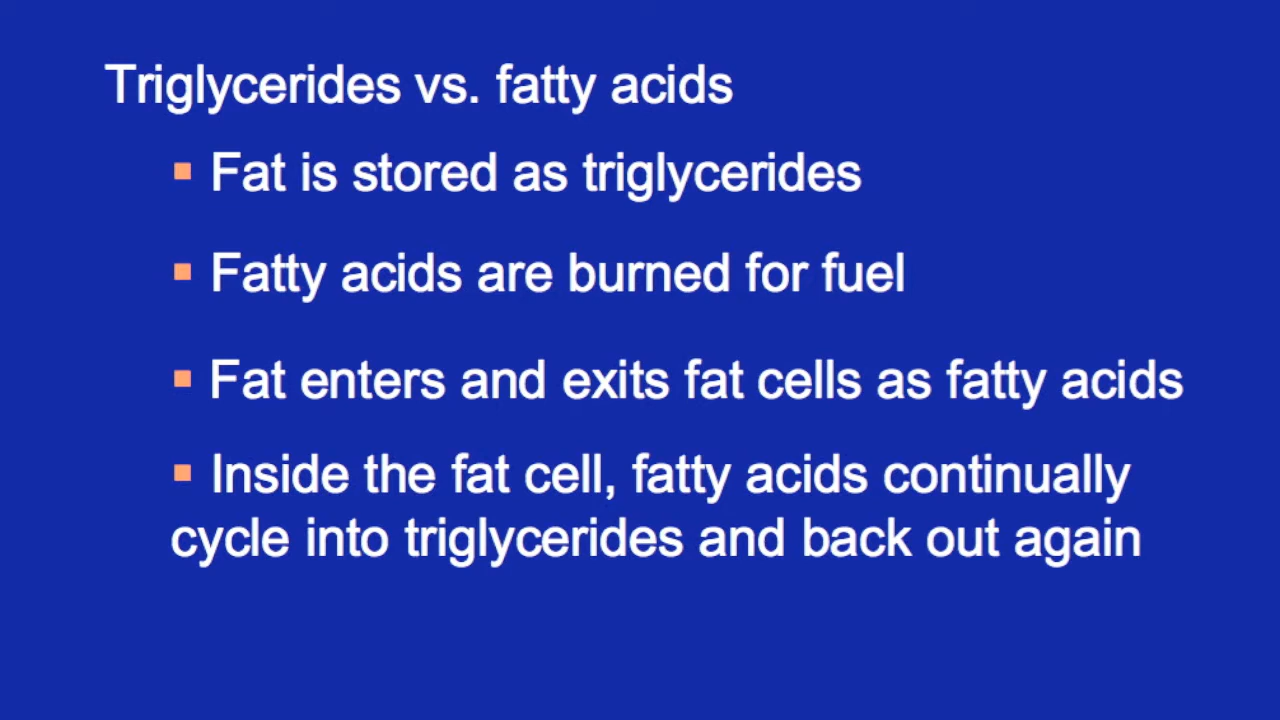 Triglycerides vs. fatty acids
▪ Fat is stored as triglycerides
▪ Fatty acids are burned for fuel
▪ Fat enters and exits fat cells as fatty acids
▪ Inside the fat cell, fatty acids continually
cycle into triglycerides and back out again